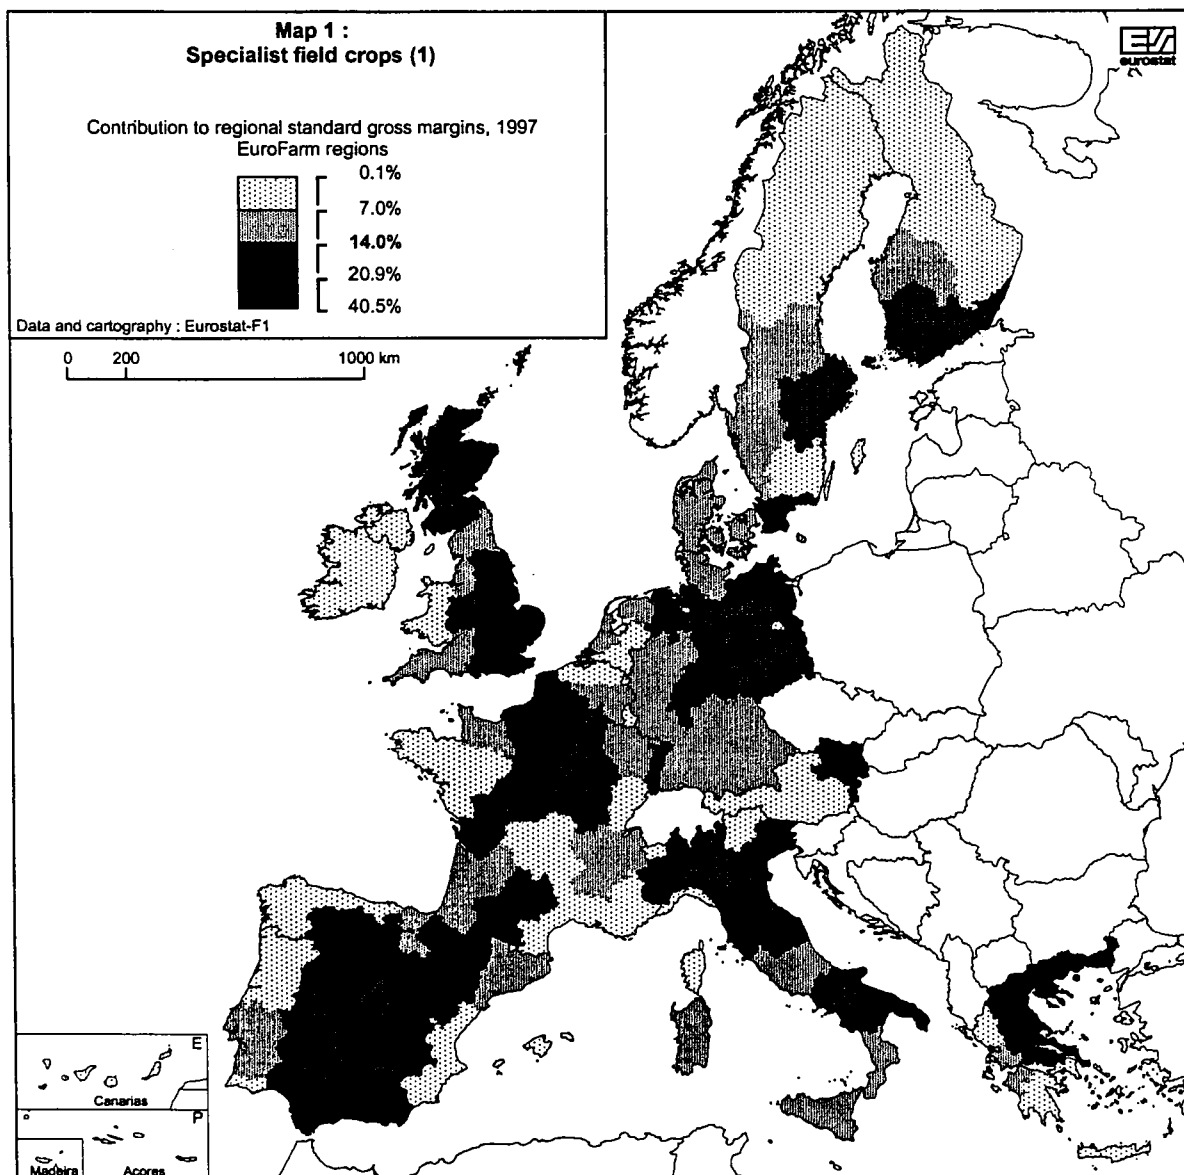 Map 1 :
Specialist field crops (1)
Contribution to regional standard gross margins, 1997
EuroFarm regions
0.1%
7.0%
14.0%
20.9%
40.5%
Data and cartography : Eurostat-F1
eurostat
0 200 1000 km
E
Canarias
P
Madeira Açores